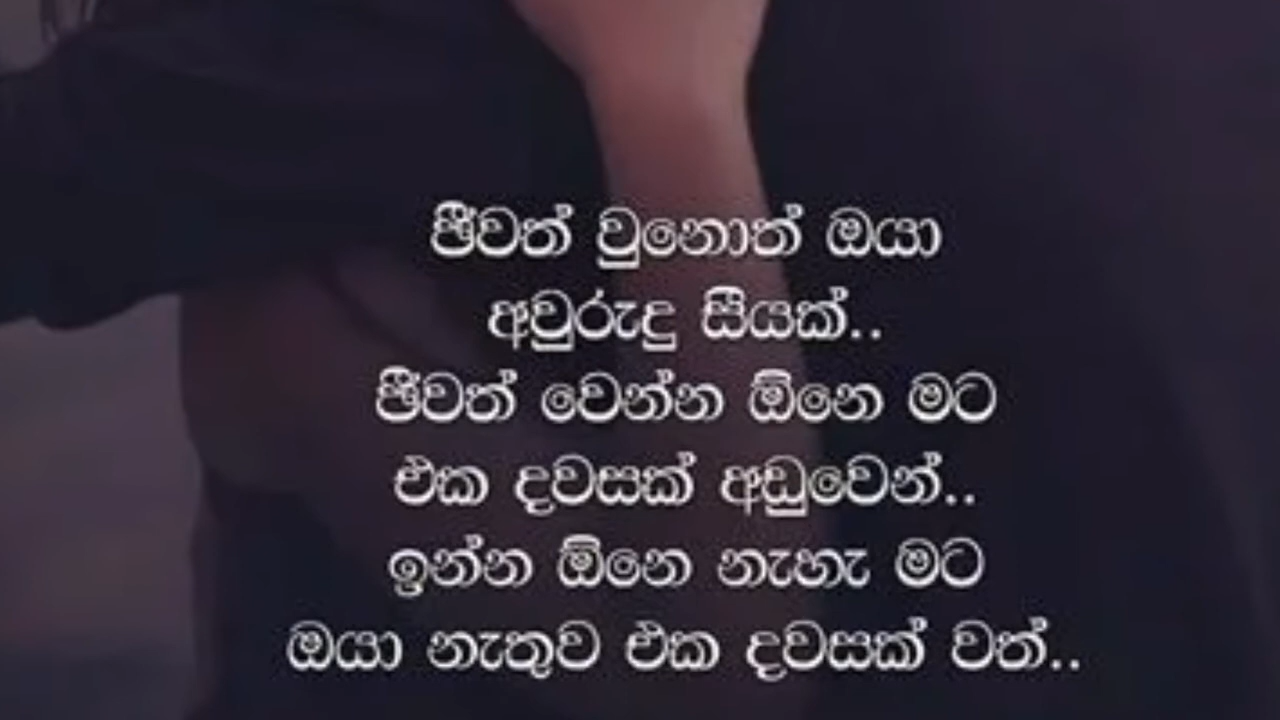 ජීවත් වුනොත් ඔයා
අවුරුදු සීයක්..
ජීවත් වෙන්න ඕනෙ මට
එක දවසක් අඩුවෙන්..
ඉන්න ඕනෙ නැහැ මට
ඔයා නැතුව එක දවසක් වත්..